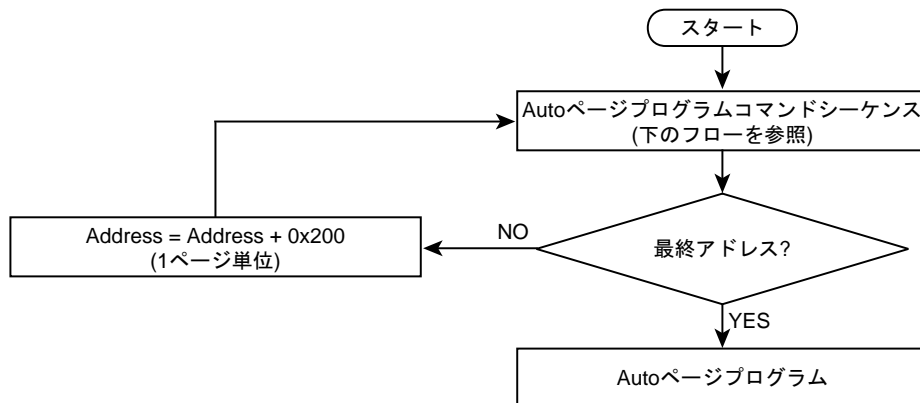 スタート
Autoページプログラムコマンドシーケンス
(下のフローを参照)
Address = Address + 0x200
(1ページ単位)
NO
最終アドレス?
YES
Autoページプログラム